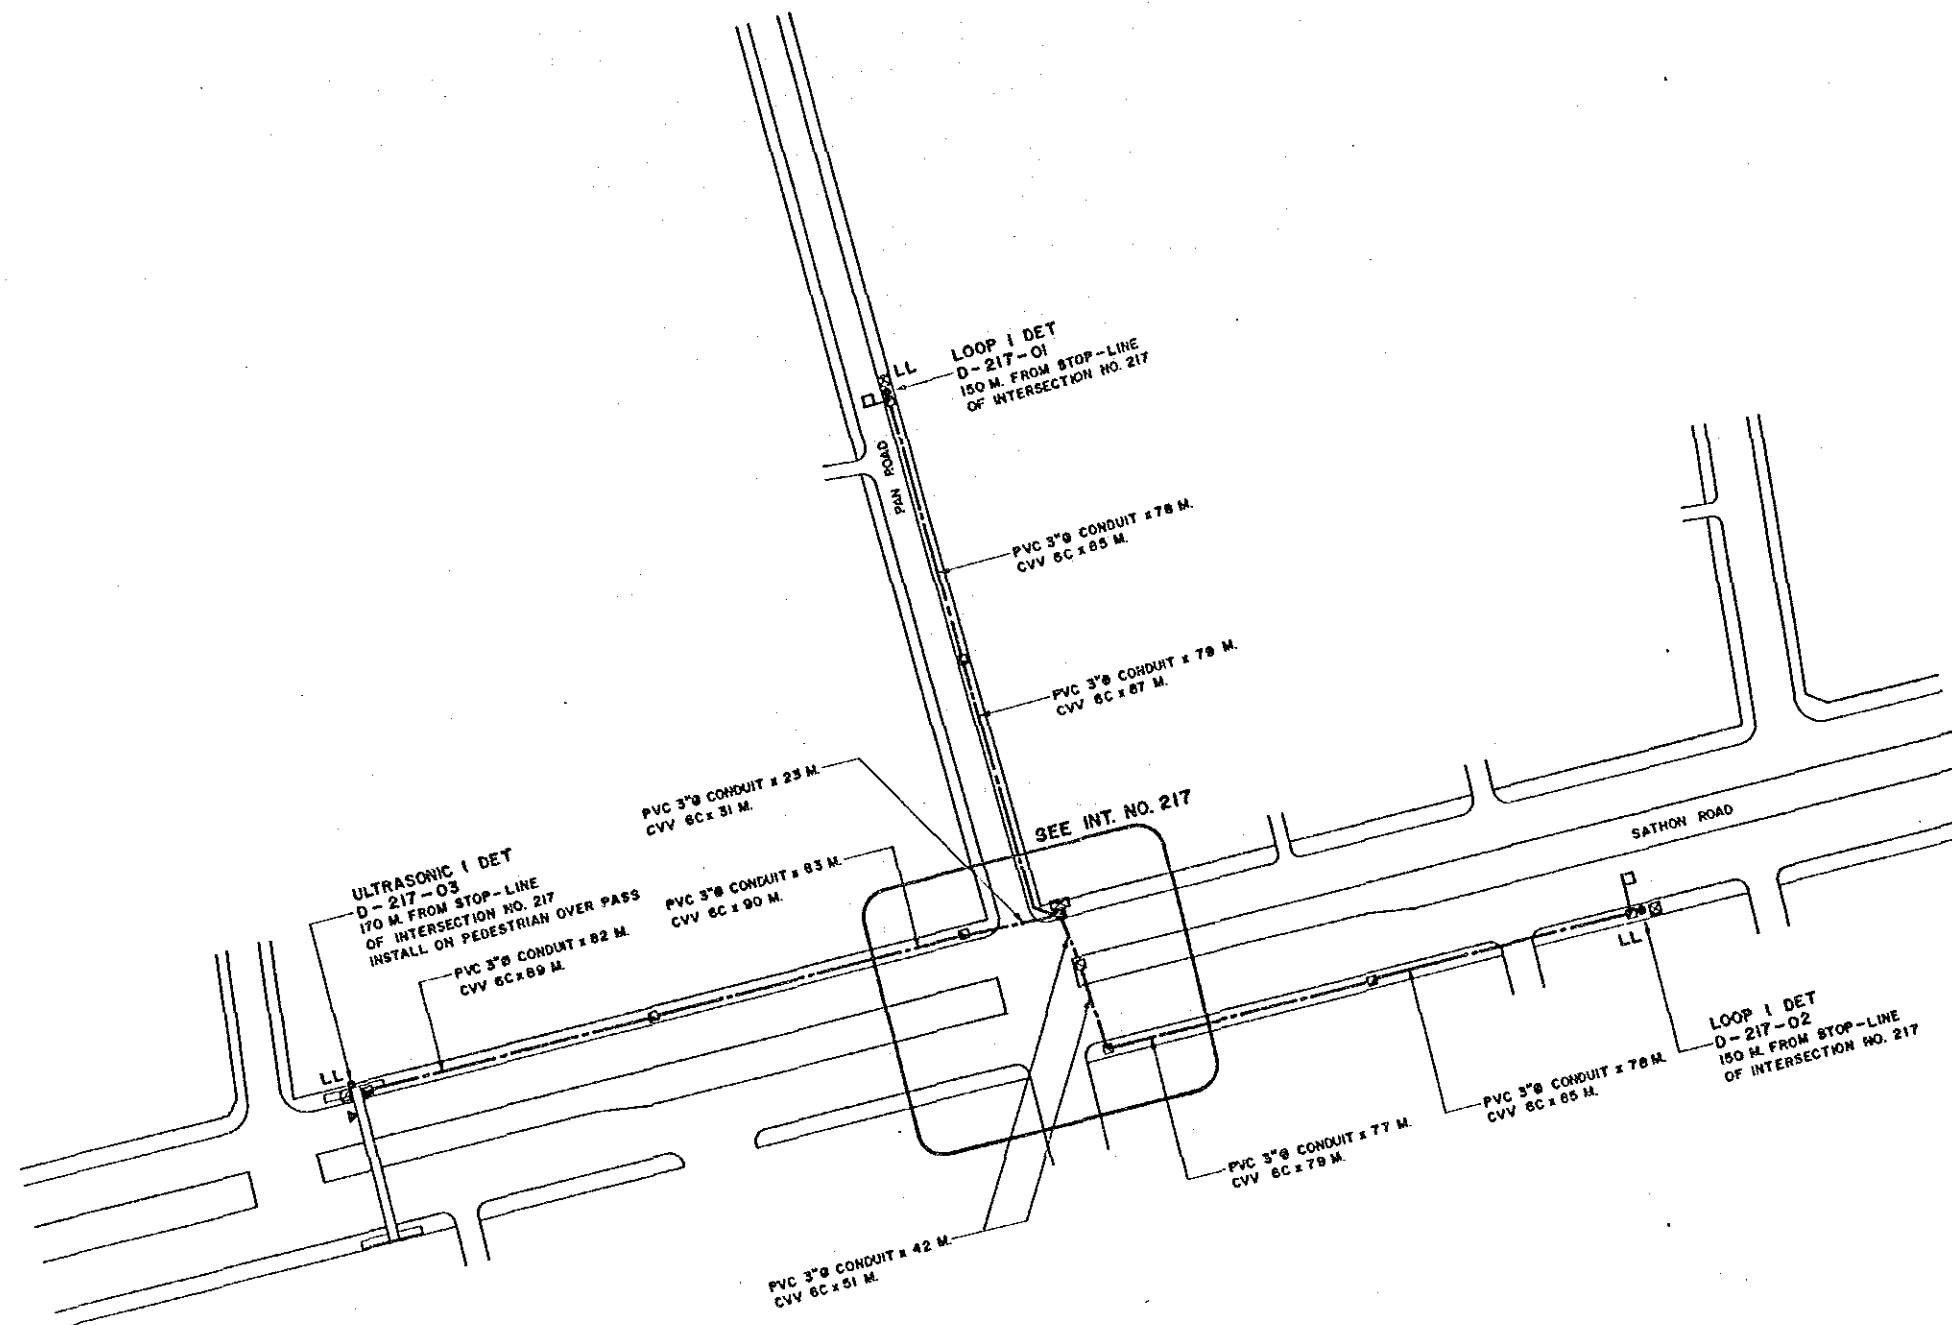 LL
LOOP 1 DET
D-217-01
150 M. FROM STOP-LINE
OF INTERSECTION NO. 217
PAN ROAD
PVC 3"Ø CONDUIT x 78 M.
CVV 6C x 85 M.
PVC 3"Ø CONDUIT x 79 M.
CVV 6C x 87 M.
PVC 3"Ø CONDUIT x 23 M.
CVV 6C x 31 M.
SEE INT. NO. 217
SATHON ROAD
ULTRASONIC 1 DET
D-217-03
170 M. FROM STOP-LINE
OF INTERSECTION NO. 217
INSTALL ON PEDESTRIAN OVER PASS
PVC 3"Ø CONDUIT x 83 M.
CVV 6C x 90 M.
PVC 3"Ø CONDUIT x 82 M.
CVV 6C x 89 M.
LL
LL
LOOP 1 DET
D-217-02
150 M. FROM STOP-LINE
OF INTERSECTION NO. 217
PVC 3"Ø CONDUIT x 78 M.
CVV 6C x 85 M.
PVC 3"Ø CONDUIT x 77 M.
CVV 6C x 79 M.
PVC 3"Ø CONDUIT x 42 M.
CVV 6C x 51 M.